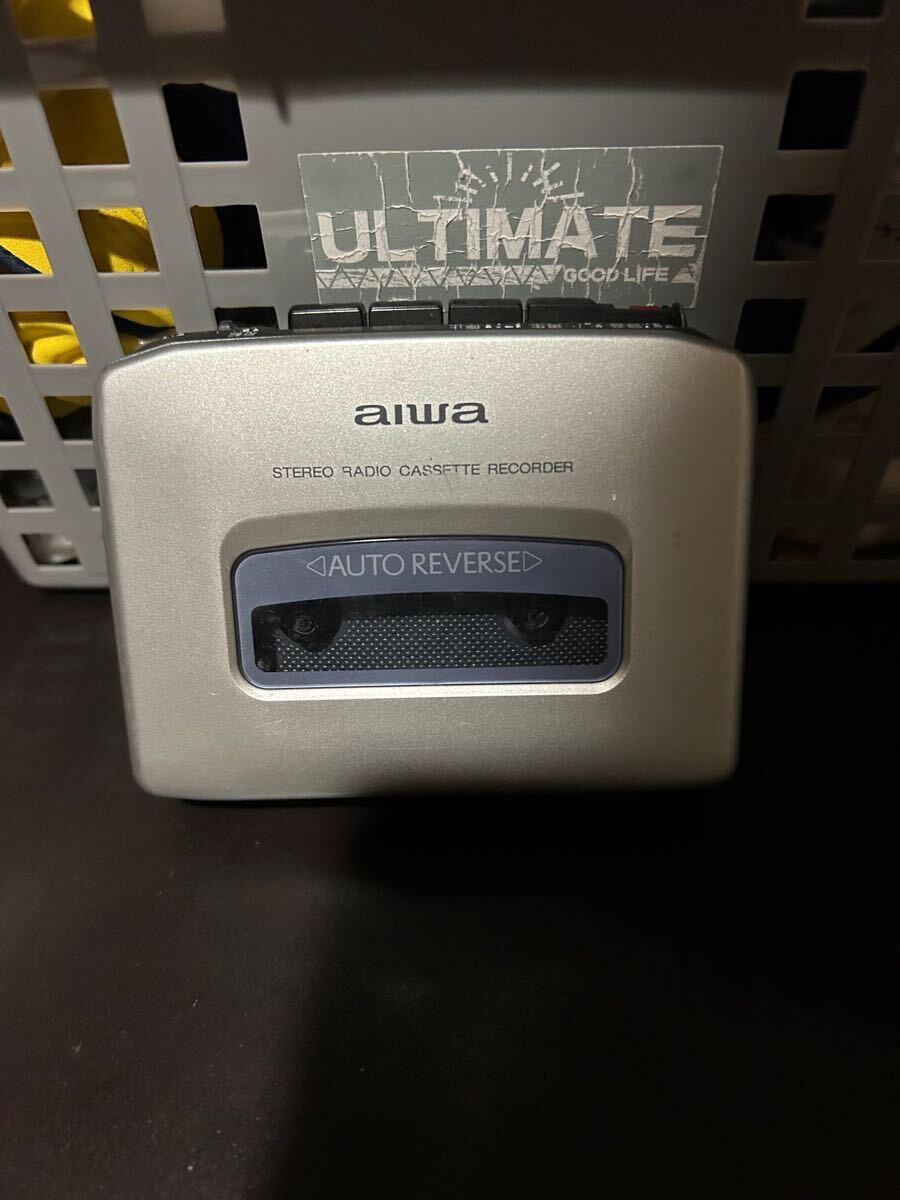 ULTIMATE
GOOD LIFE
aiwa
STEREO RADIO CASSETTE RECORDER
◁AUTO REVERSE▷